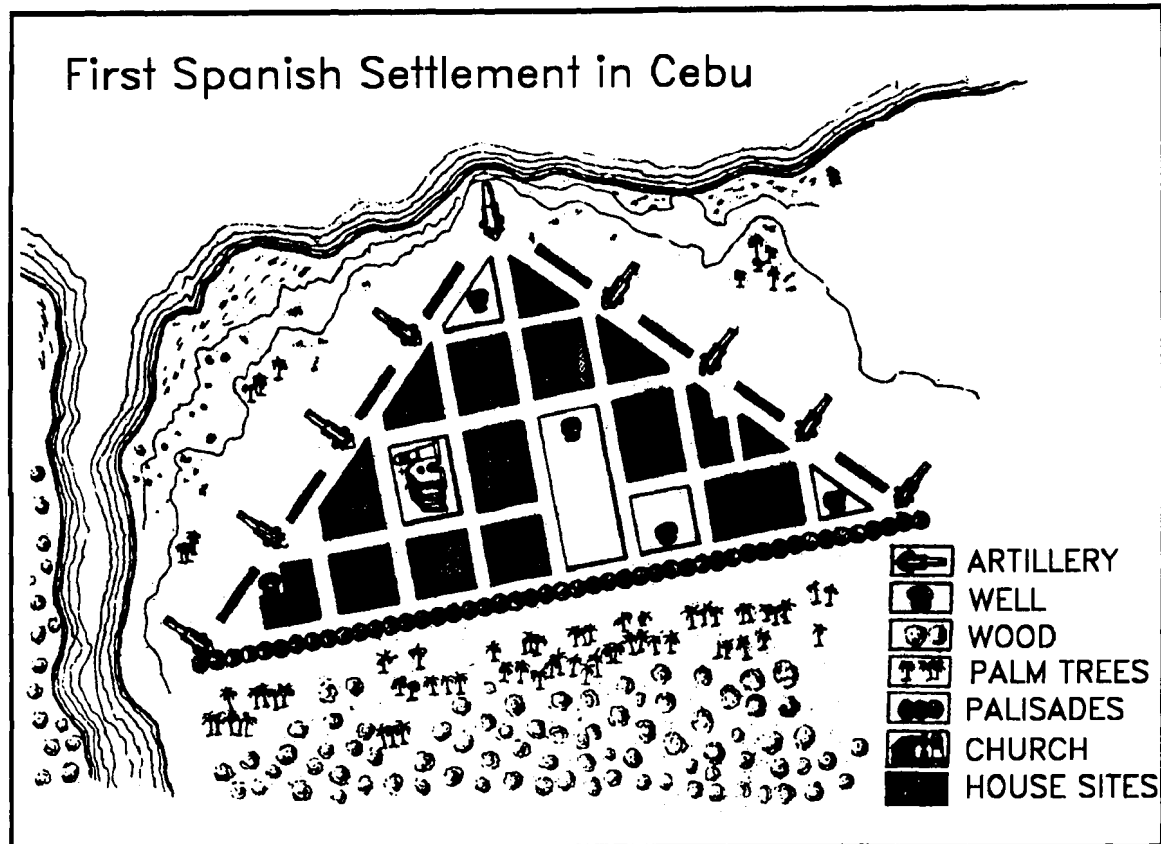 First Spanish Settlement in Cebu
ARTILLERY
WELL
WOOD
PALM TREES
PALISADES
CHURCH
HOUSE SITES